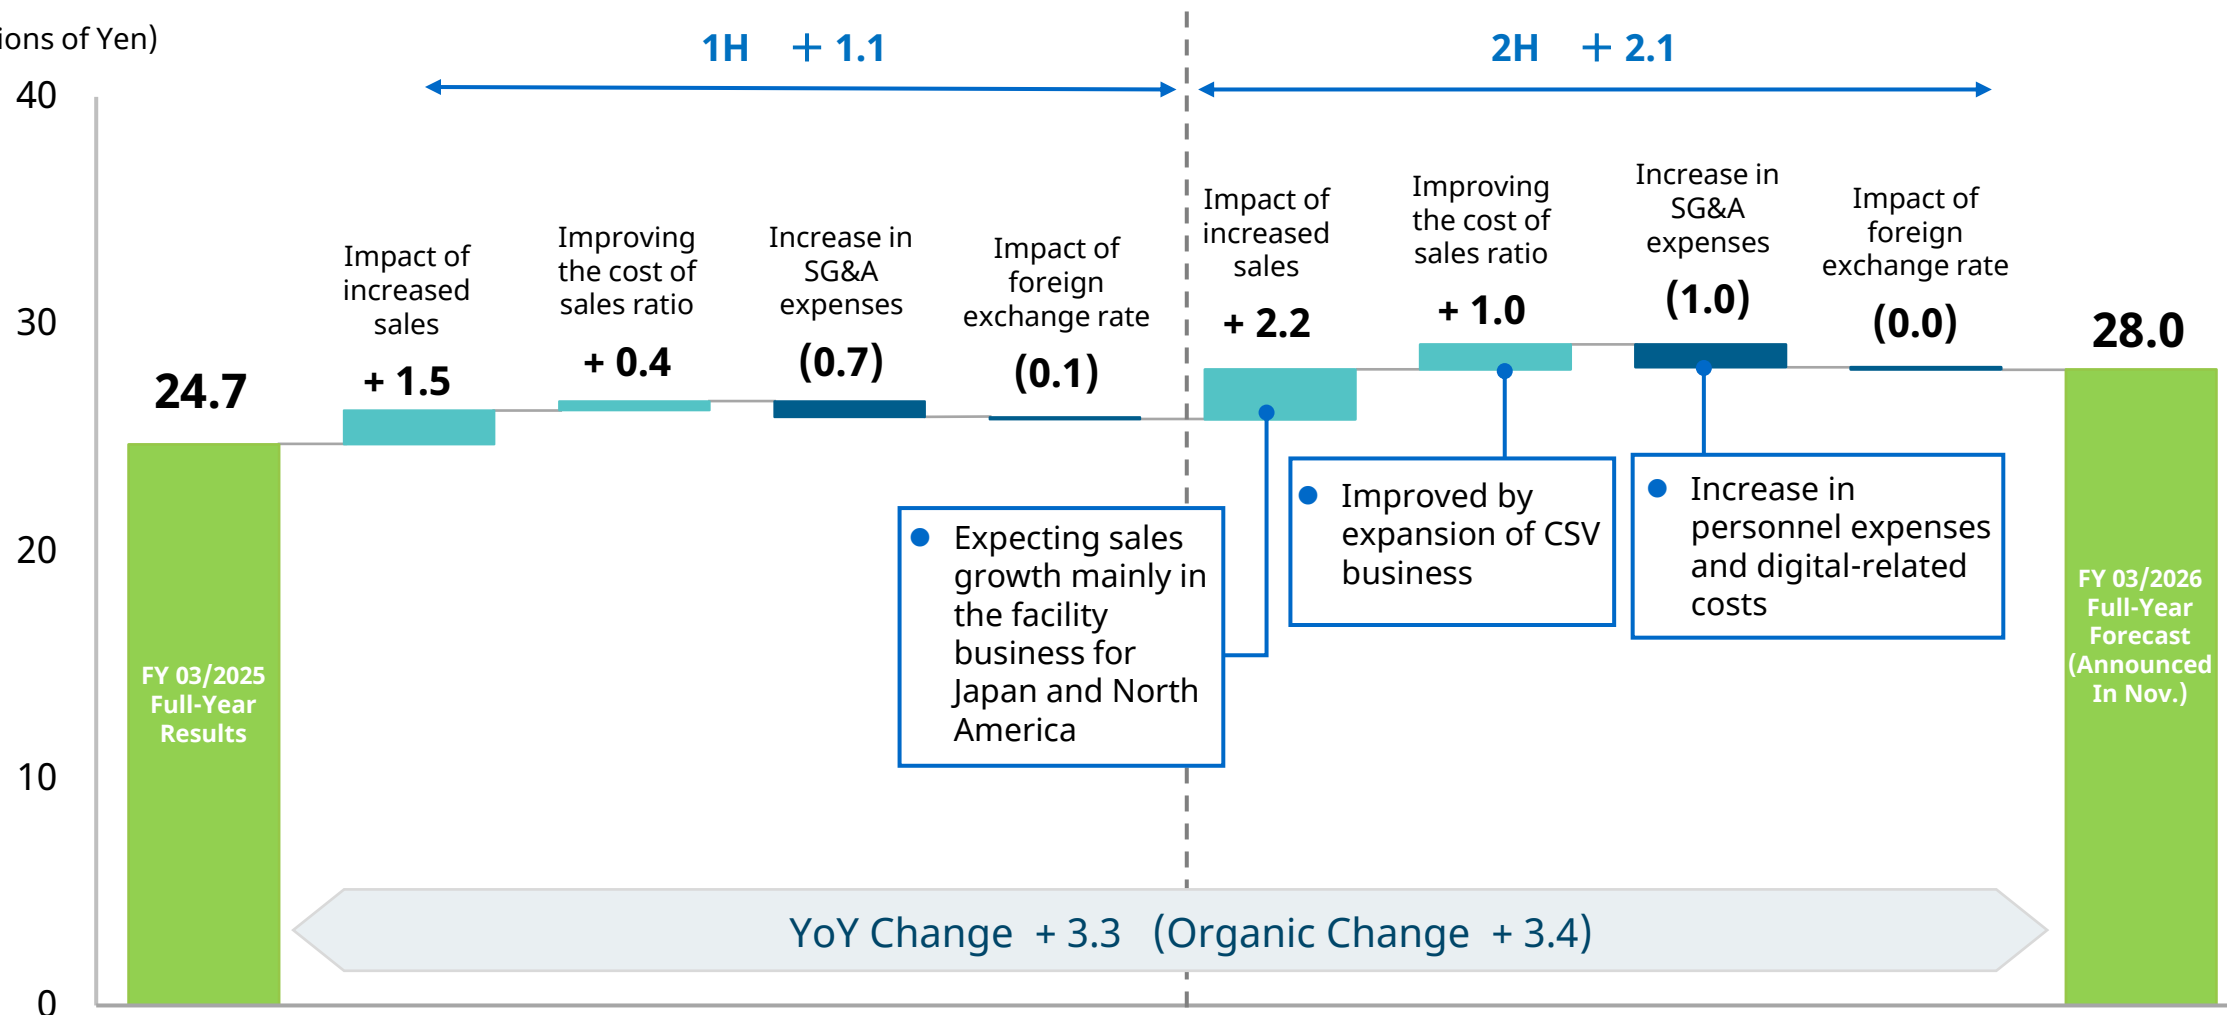 ions of Yen)
1H ＋ 1.1
2H ＋ 2.1
40
30
20
10
0
24.7
FY 03/2025
Full-Year
Results
Impact of
increased
sales
+ 1.5
Improving
the cost of
sales ratio
+ 0.4
Increase in
SG&A
expenses
(0.7)
Impact of
foreign
exchange rate
(0.1)
Impact of
increased
sales
+ 2.2
Improving
the cost of
sales ratio
+ 1.0
Increase in
SG&A
expenses
(1.0)
Impact of
foreign
exchange rate
(0.0)
28.0
FY 03/2026
Full-Year
Forecast
(Announced
In Nov.)
● Expecting sales
growth mainly in
the facility
business for
Japan and North
America
● Improved by
expansion of CSV
business
● Increase in
personnel expenses
and digital-related
costs
YoY Change + 3.3 (Organic Change + 3.4)